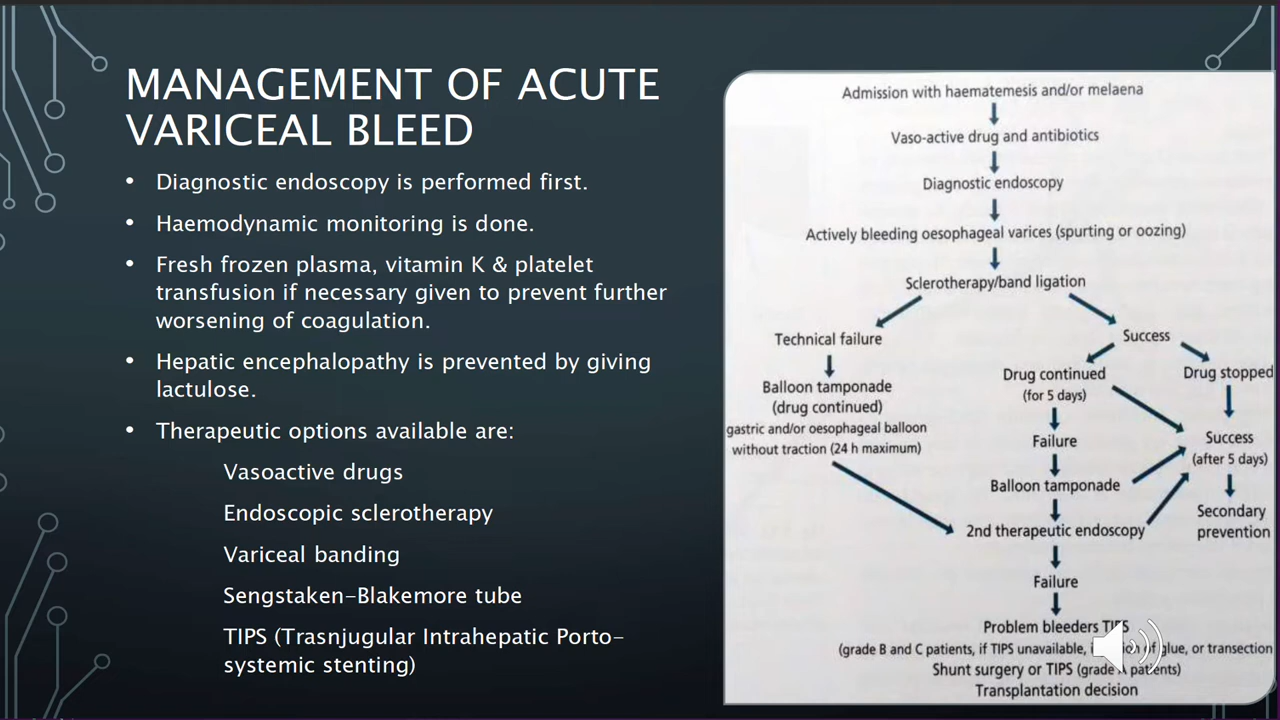 MANAGEMENT OF ACUTE
VARICEAL BLEED
• Diagnostic endoscopy is performed first.
• Haemodynamic monitoring is done.
• Fresh frozen plasma, vitamin K & platelet
transfusion if necessary given to prevent further
worsening of coagulation.
• Hepatic encephalopathy is prevented by giving
lactulose.
• Therapeutic options available are:
Vasoactive drugs
Endoscopic sclerotherapy
Variceal banding
Sengstaken-Blakemore tube
TIPS (Trasnjugular Intrahepatic Porto-
systemic stenting)
Admission with haematemesis and/or melaena
Vaso-active drug and antibiotics
Diagnostic endoscopy
Actively bleeding oesophageal varices (spurting or oozing)
Sclerotherapy/band ligation
Technical failure
Success
Balloon tamponade
(drug continued)
gastric and/or oesophageal balloon
without traction (24 h maximum)
Drug continued
(for 5 days)
Drug stopped
Failure
Success
(after 5 days)
Balloon tamponade
Secondary
prevention
2nd therapeutic endoscopy
Failure
Problem bleeders TIPS
(grade B and C patients, if TIPS unavailable, of glue, or transection
Shunt surgery or TIPS (grade A patients)
Transplantation decision